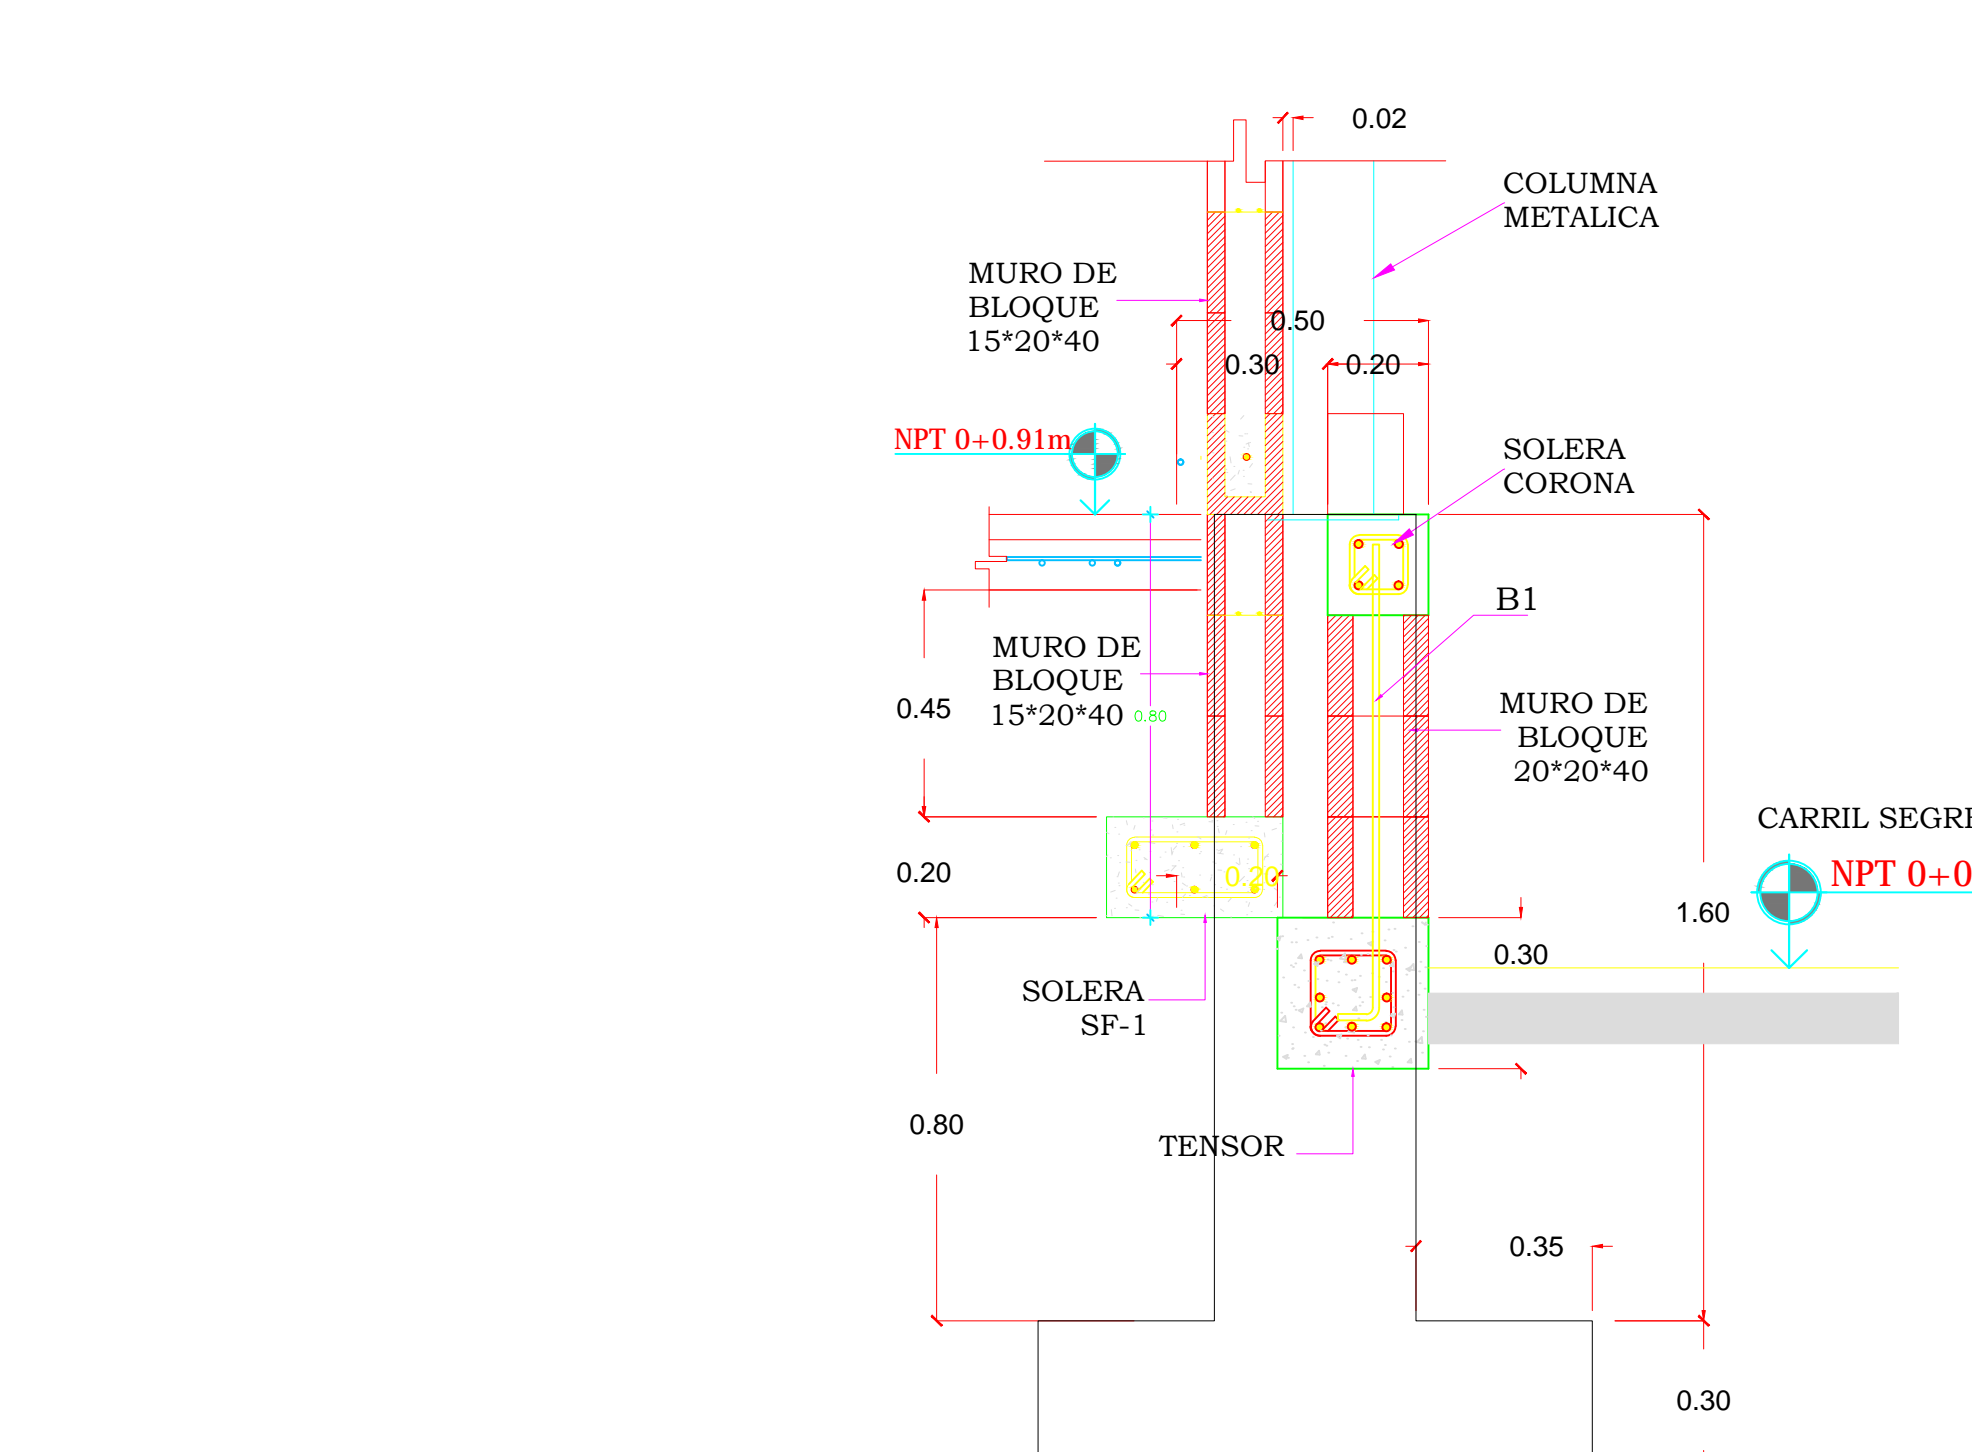 0.02
COLUMNA
METALICA
MURO DE
BLOQUE
15*20*40
0.50
0.30
0.20
NPT 0+0.91m
SOLERA
CORONA
B1
MURO DE
BLOQUE
15*20*40
0.80
0.45
MURO DE
BLOQUE
20*20*40
CARRIL SEGRE
NPT 0+0
0.20
0.20
1.60
0.30
SOLERA
SF-1
0.80
TENSOR
0.35
0.30